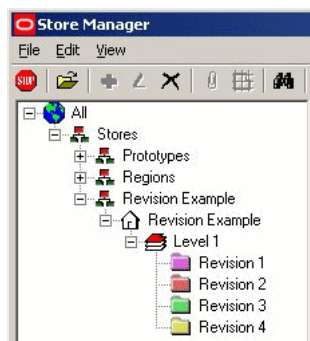 Store Manager
File Edit View
STOP
All
Stores
Prototypes
Regions
Revision Example
Revision Example
Level 1
Revision 1
Revision 2
Revision 3
Revision 4